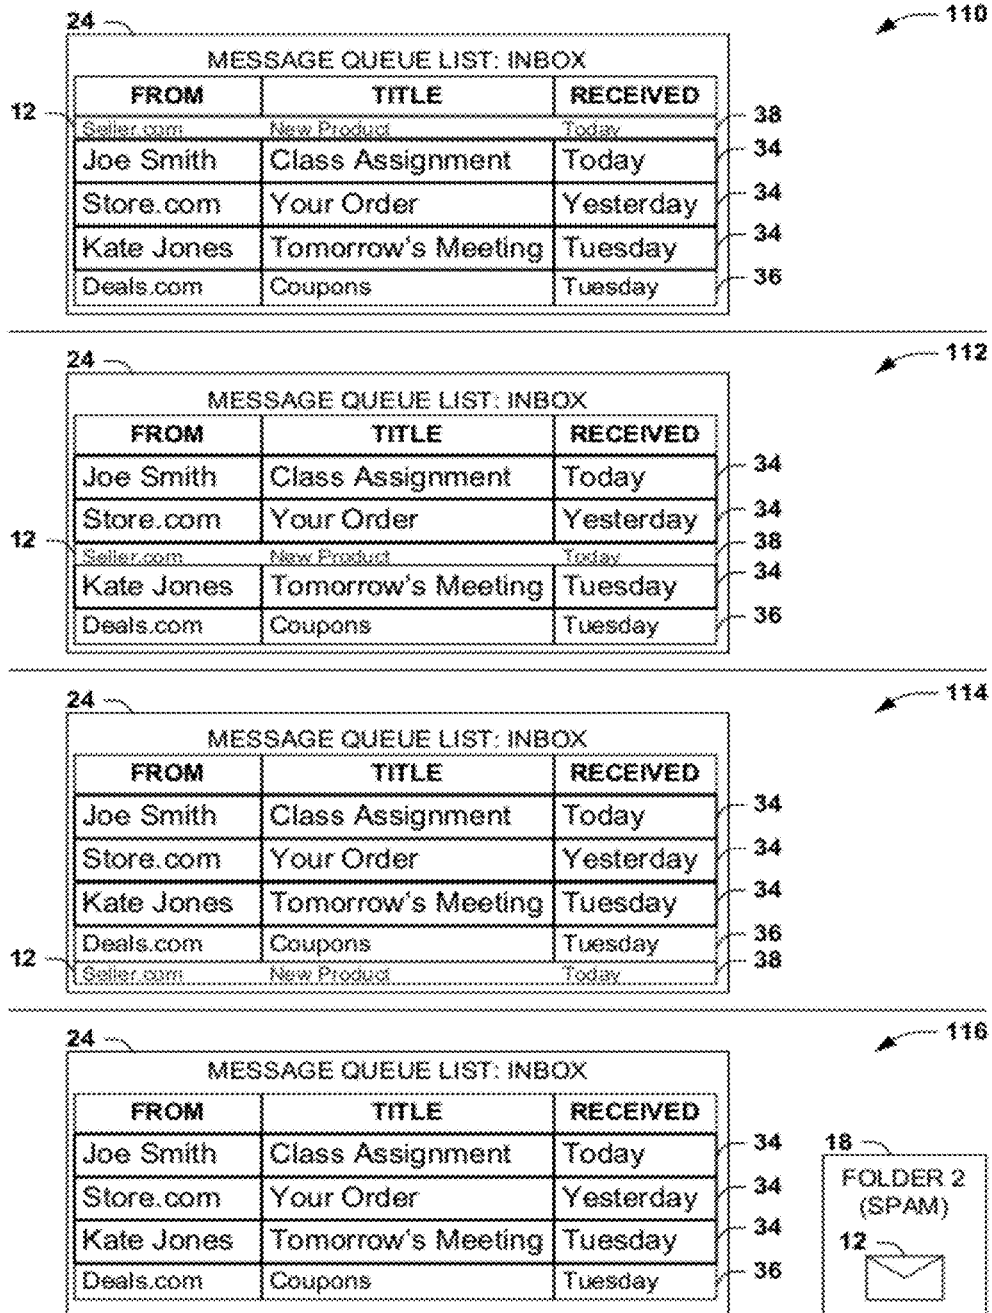 24 110
MESSAGE QUEUE LIST: INBOX
FROM TITLE RECEIVED
12 Seller.com New Product Today 38
Joe Smith Class Assignment Today 34
Store.com Your Order Yesterday 34
Kate Jones Tomorrow's Meeting Tuesday 34
Deals.com Coupons Tuesday 36
24 112
MESSAGE QUEUE LIST: INBOX
FROM TITLE RECEIVED
Joe Smith Class Assignment Today 34
Store.com Your Order Yesterday 34
12 Seller.com New Product Today 38
Kate Jones Tomorrow's Meeting Tuesday 34
Deals.com Coupons Tuesday 36
24 114
MESSAGE QUEUE LIST: INBOX
FROM TITLE RECEIVED
Joe Smith Class Assignment Today 34
Store.com Your Order Yesterday 34
Kate Jones Tomorrow's Meeting Tuesday 34
Deals.com Coupons Tuesday 36
12 Seller.com New Product Today 38
24 116
MESSAGE QUEUE LIST: INBOX
FROM TITLE RECEIVED
Joe Smith Class Assignment Today 34
Store.com Your Order Yesterday 34
Kate Jones Tomorrow's Meeting Tuesday 34
Deals.com Coupons Tuesday 36
18
FOLDER 2
(SPAM)
12